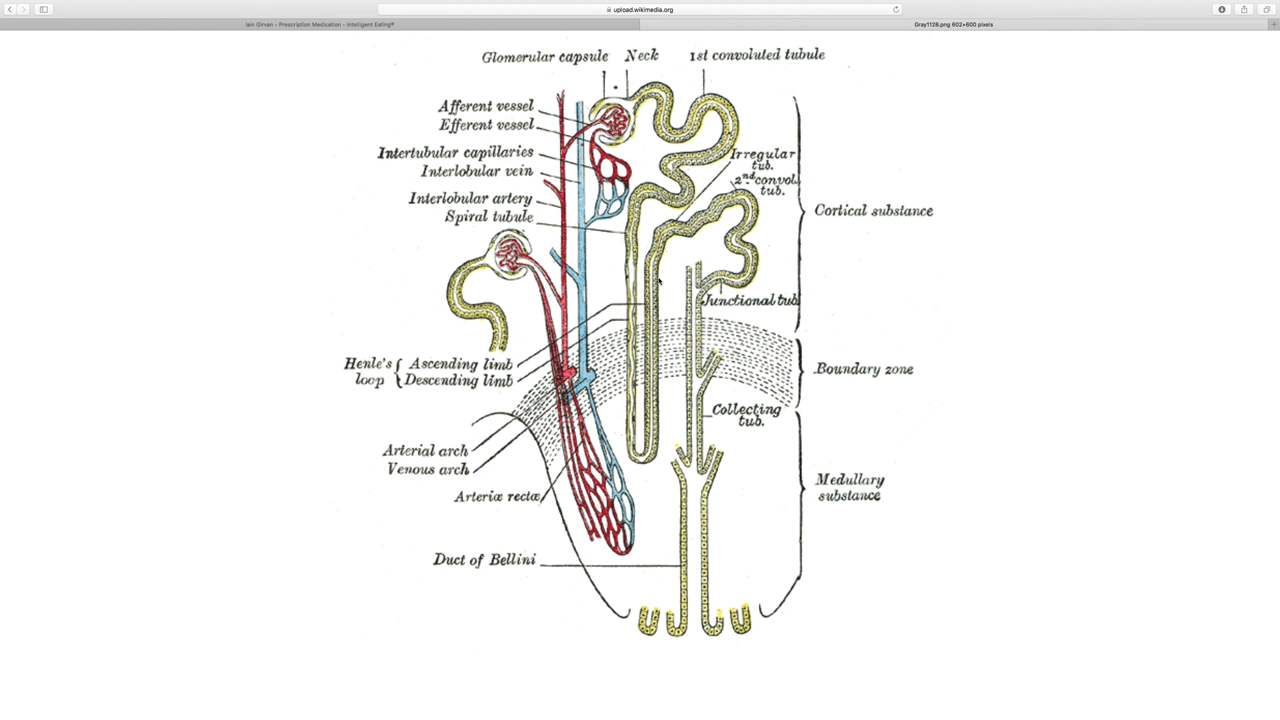 upload.wikimedia.org
Iain Girvan - Prescription Medication - Intelligent Eating®
Gray1128.png 602×600 pixels
Glomerular capsule
Neck
1st convoluted tubule
Afferent vessel
Efferent vessel
Intertubular capillaries
Interlobular vein
Interlobular artery
Spiral tubule
Irregular
tub.
2nd convol.
tub.
Cortical substance
Junctional tub.
Henle's
loop
Ascending limb
Descending limb
Boundary zone
Collecting
tub.
Arterial arch
Venous arch
Medullary
substance
Arteriæ rectæ
Duct of Bellini